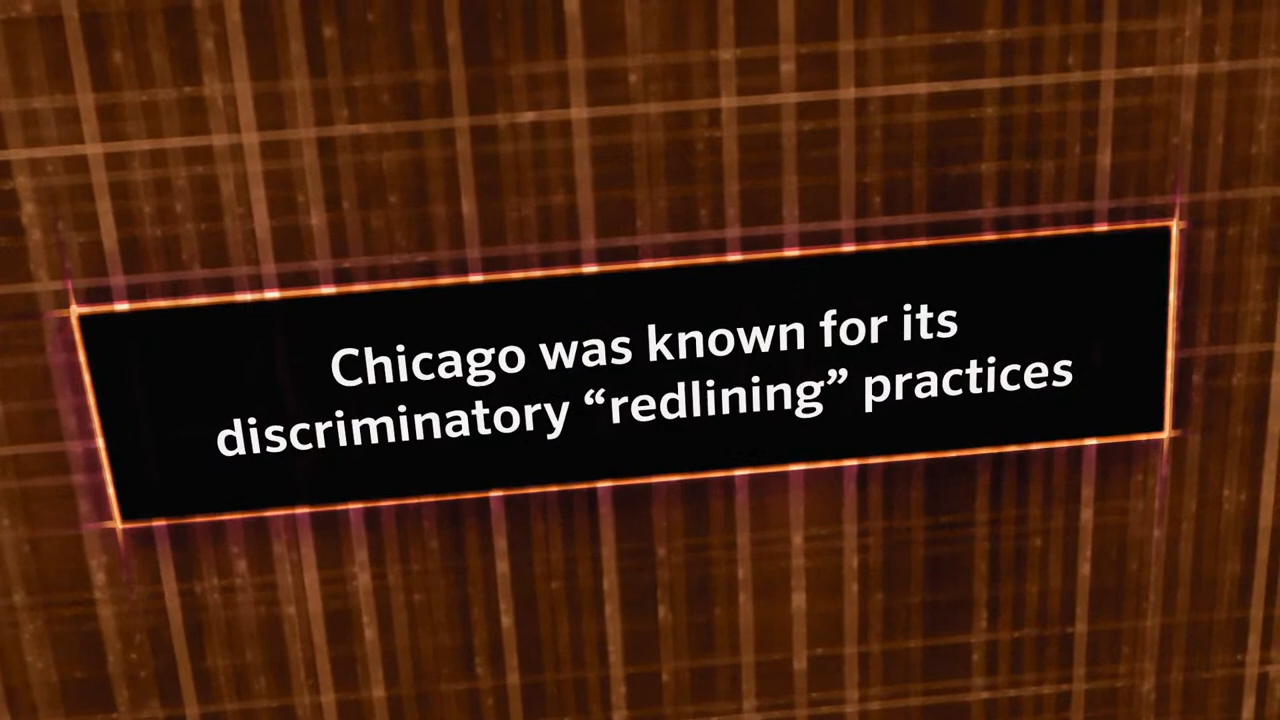 Chicago was known for its
discriminatory “redlining” practices